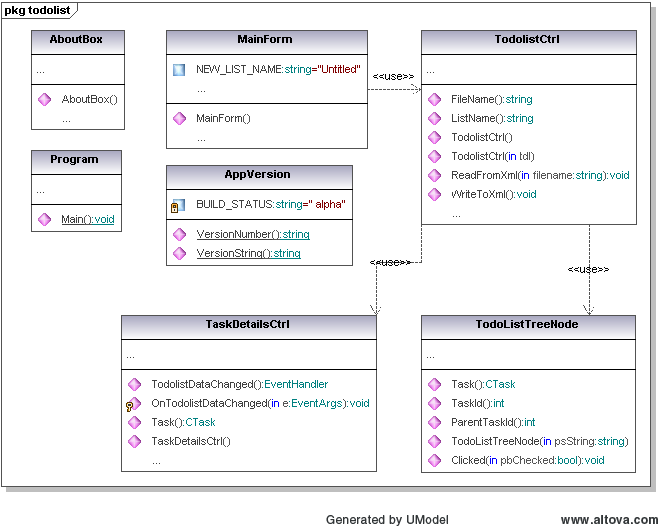 pkg todolist
AboutBox
...
AboutBox()
...
MainForm
NEW_LIST_NAME:string="Untitled"
...
MainForm()
...
<<use>>
TodolistCtrl
...
FileName():string
ListName():string
TodolistCtrl()
TodolistCtrl(in tdl)
ReadFromXml(in filename:string):void
WriteToXml():void
...
Program
...
Main():void
AppVersion
BUILD_STATUS:string=" alpha"
VersionNumber():string
VersionString():string
<<use>>
<<use>>
TaskDetailsCtrl
...
TodolistDataChanged():EventHandler
OnTodolistDataChanged(in e:EventArgs):void
Task():CTask
TaskDetailsCtrl()
...
TodoListTreeNode
...
Task():CTask
TaskId():int
ParentTaskId():int
TodoListTreeNode(in psString:string)
Clicked(in pbChecked:bool):void
Generated by UModel
www.altova.com